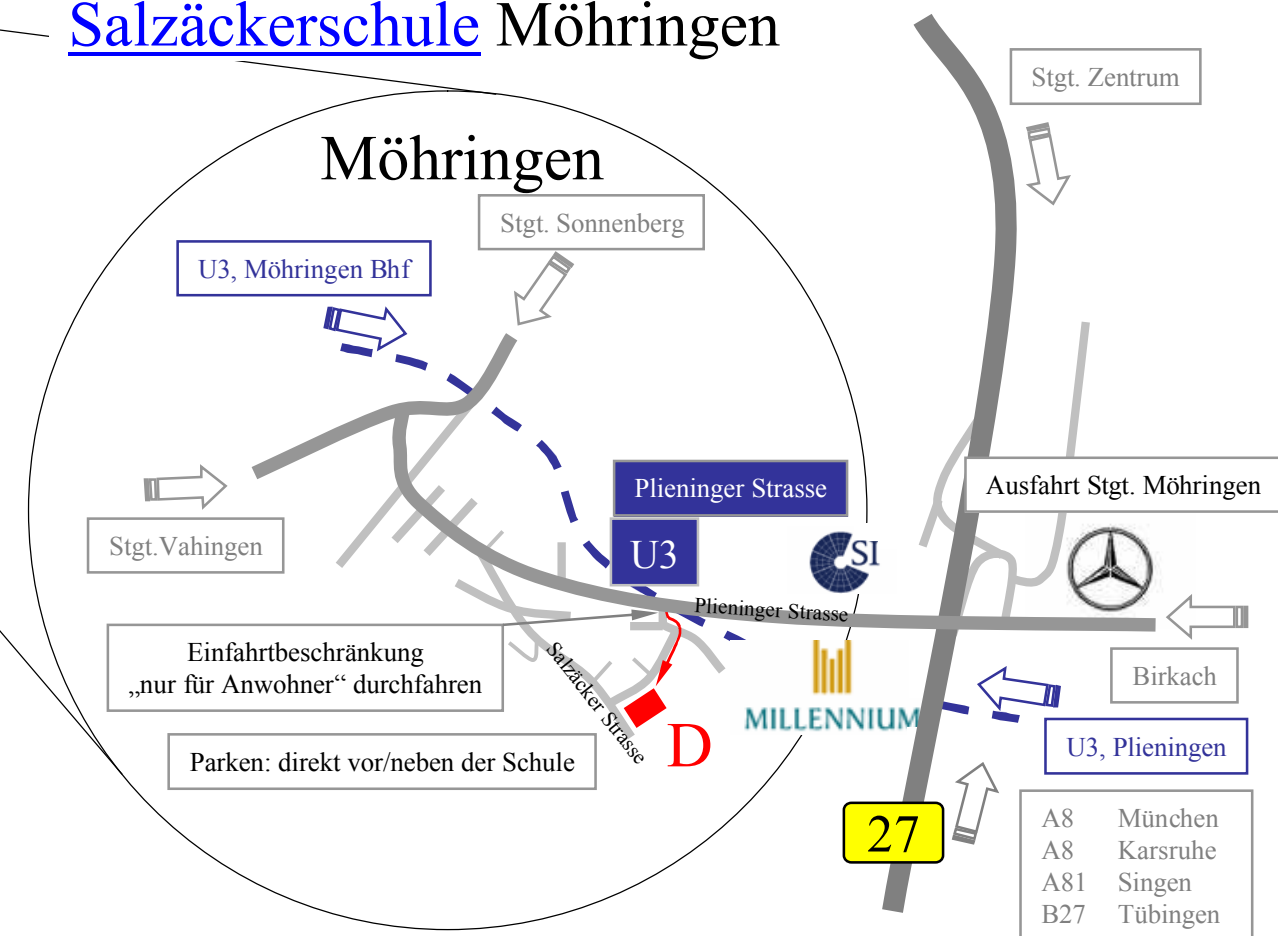 Salzäckerschule Möhringen
Stgt. Zentrum
Möhringen
Stgt. Sonnenberg
U3, Möhringen Bhf
Plieninger Strasse
Ausfahrt Stgt. Möhringen
Stgt.Vahingen
U3
CSI
Plieninger Strasse
Einfahrtbeschränkung
„nur für Anwohner“ durchfahren
Salzäcker Strasse
Birkach
MILLENNIUM
D
U3, Plieningen
Parken: direkt vor/neben der Schule
27
A8 München
A8 Karsruhe
A81 Singen
B27 Tübingen